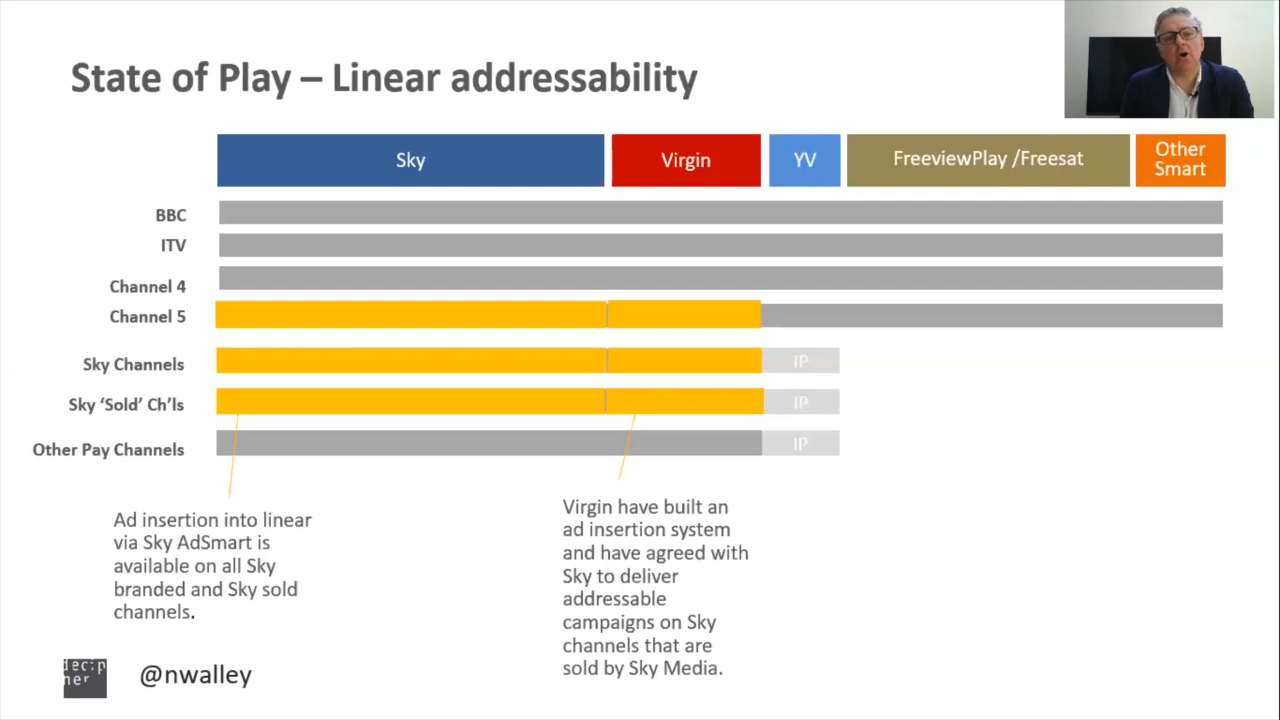 State of Play – Linear addressability
Sky
Virgin
YV
FreeviewPlay /Freesat
Other
Smart
BBC
ITV
Channel 4
Channel 5
Sky Channels
IP
Sky ‘Sold’ Ch’ls
IP
Other Pay Channels
IP
Ad insertion into linear
via Sky AdSmart is
available on all Sky
branded and Sky sold
channels.
Virgin have built an
ad insertion system
and have agreed with
Sky to deliver
addressable
campaigns on Sky
channels that are
sold by Sky Media.
dec:p
her
@nwalley